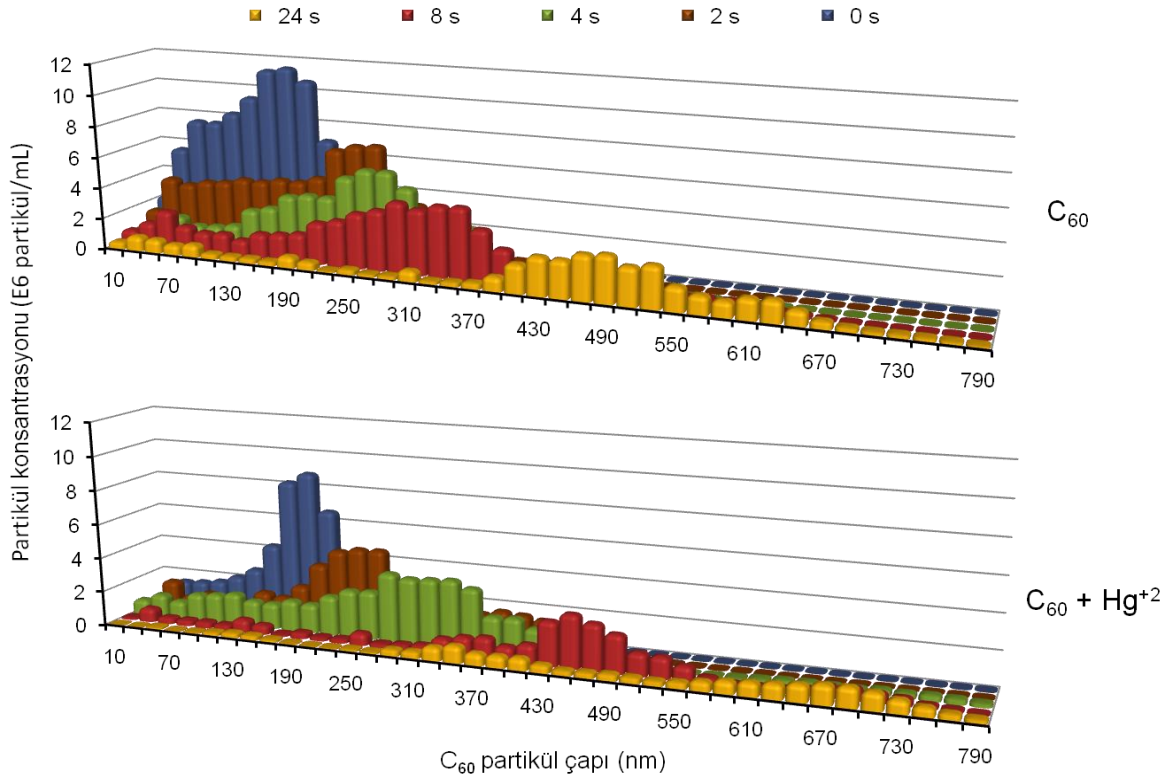 24 s 8 s 4 s 2 s 0 s
Partikül konsantrasyonu (E6 partikül/mL)
12
10
8
6
4
2
0
10 70 130 190 250 310 370 430 490 550 610 670 730 790
C₆₀
12
10
8
6
4
2
0
10 70 130 190 250 310 370 430 490 550 610 670 730 790
C₆₀ + Hg⁺²
C₆₀ partikül çapı (nm)